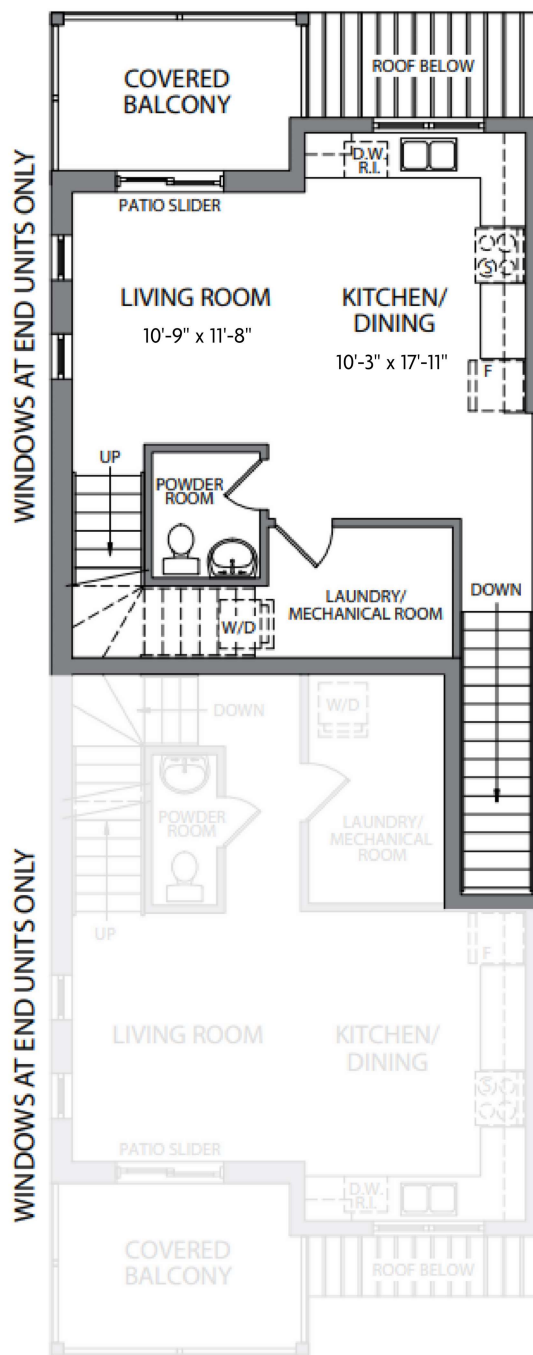 COVERED
BALCONY
ROOF BELOW
D.W.
R.I.
PATIO SLIDER
WINDOWS AT END UNITS ONLY
S
LIVING ROOM
10'-9" x 11'-8"
KITCHEN/
DINING
10'-3" x 17'-11"
F
UP
POWDER
ROOM
LAUNDRY/
MECHANICAL ROOM
DOWN
W/D
DOWN
W/D
POWDER
ROOM
LAUNDRY/
MECHANICAL
ROOM
UP
F
WINDOWS AT END UNITS ONLY
LIVING ROOM
KITCHEN/
DINING
S
PATIO SLIDER
D.W.
R.I.
COVERED
BALCONY
ROOF BELOW